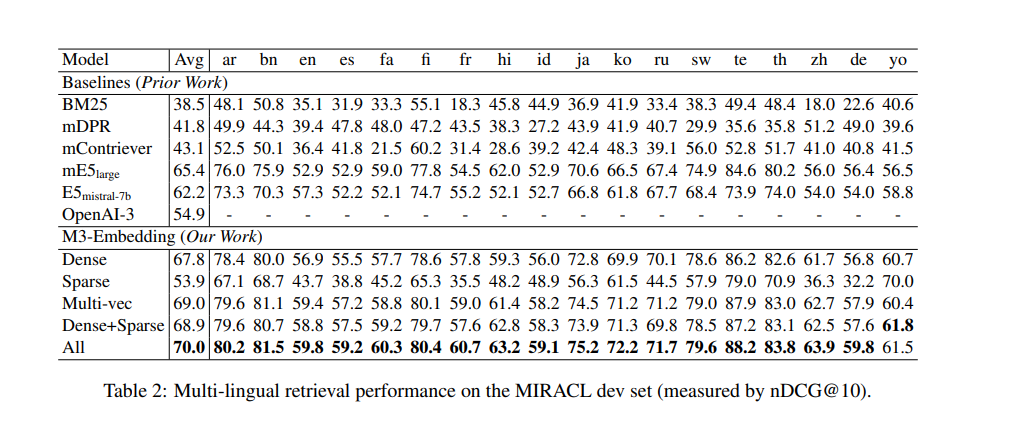 Model Avg ar bn en es fa fi fr hi id ja ko ru sw te th zh de yo
Baselines (Prior Work)
BM25 38.5 48.1 50.8 35.1 31.9 33.3 55.1 18.3 45.8 44.9 36.9 41.9 33.4 38.3 49.4 48.4 18.0 22.6 40.6
mDPR 41.8 49.9 44.3 39.4 47.8 48.0 47.2 43.5 38.3 27.2 43.9 41.9 40.7 29.9 35.6 35.8 51.2 49.0 39.6
mContriever 43.1 52.5 50.1 36.4 41.8 21.5 60.2 31.4 28.6 39.2 42.4 48.3 39.1 56.0 52.8 51.7 41.0 40.8 41.5
mE5large 65.4 76.0 75.9 52.9 52.9 59.0 77.8 54.5 62.0 52.9 70.6 66.5 67.4 74.9 84.6 80.2 56.0 56.4 56.5
E5mistral-7b 62.2 73.3 70.3 57.3 52.2 52.1 74.7 55.2 52.1 52.7 66.8 61.8 67.7 68.4 73.9 74.0 54.0 54.0 58.8
OpenAI-3 54.9 - - - - - - - - - - - - - - - - - -
M3-Embedding (Our Work)
Dense 67.8 78.4 80.0 56.9 55.5 57.7 78.6 57.8 59.3 56.0 72.8 69.9 70.1 78.6 86.2 82.6 61.7 56.8 60.7
Sparse 53.9 67.1 68.7 43.7 38.8 45.2 65.3 35.5 48.2 48.9 56.3 61.5 44.5 57.9 79.0 70.9 36.3 32.2 70.0
Multi-vec 69.0 79.6 81.1 59.4 57.2 58.8 80.1 59.0 61.4 58.2 74.5 71.2 71.2 79.0 87.9 83.0 62.7 57.9 60.4
Dense+Sparse 68.9 79.6 80.7 58.8 57.5 59.2 79.7 57.6 62.8 58.3 73.9 71.3 69.8 78.5 87.2 83.1 62.5 57.6 61.8
All 70.0 80.2 81.5 59.8 59.2 60.3 80.4 60.7 63.2 59.1 75.2 72.2 71.7 79.6 88.2 83.8 63.9 59.8 61.5
Table 2: Multi-lingual retrieval performance on the MIRACL dev set (measured by nDCG@10).